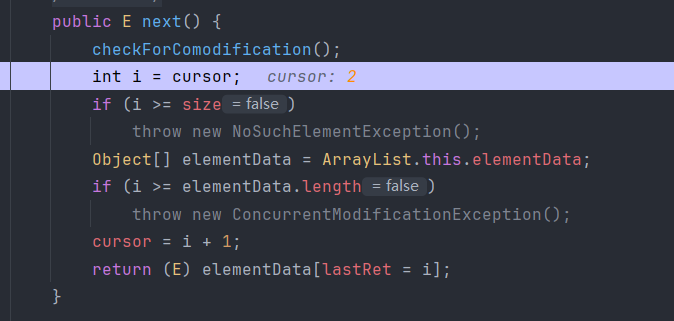 public E next() {
checkForComodification();
int i = cursor;   cursor: 2
if (i >= size = false )
throw new NoSuchElementException();
Object[] elementData = ArrayList.this.elementData;
if (i >= elementData.length = false )
throw new ConcurrentModificationException();
cursor = i + 1;
return (E) elementData[lastRet = i];
}